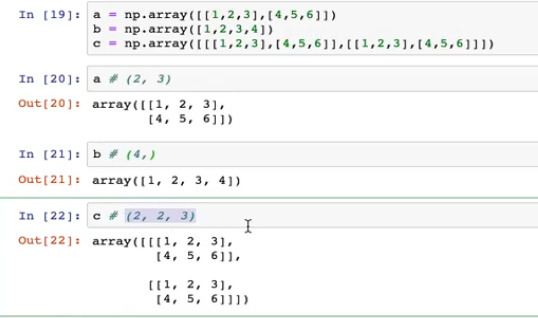 In [19]: a = np.array([[1,2,3],[4,5,6]])
b = np.array([1,2,3,4])
c = np.array([[[1,2,3],[4,5,6]],[[1,2,3],[4,5,6]]])
In [20]: a # (2, 3)
Out[20]: array([[1, 2, 3],
[4, 5, 6]])
In [21]: b # (4,)
Out[21]: array([1, 2, 3, 4])
In [22]: c # (2, 2, 3)
Out[22]: array([[[1, 2, 3],
[4, 5, 6]],
[[1, 2, 3],
[4, 5, 6]]])